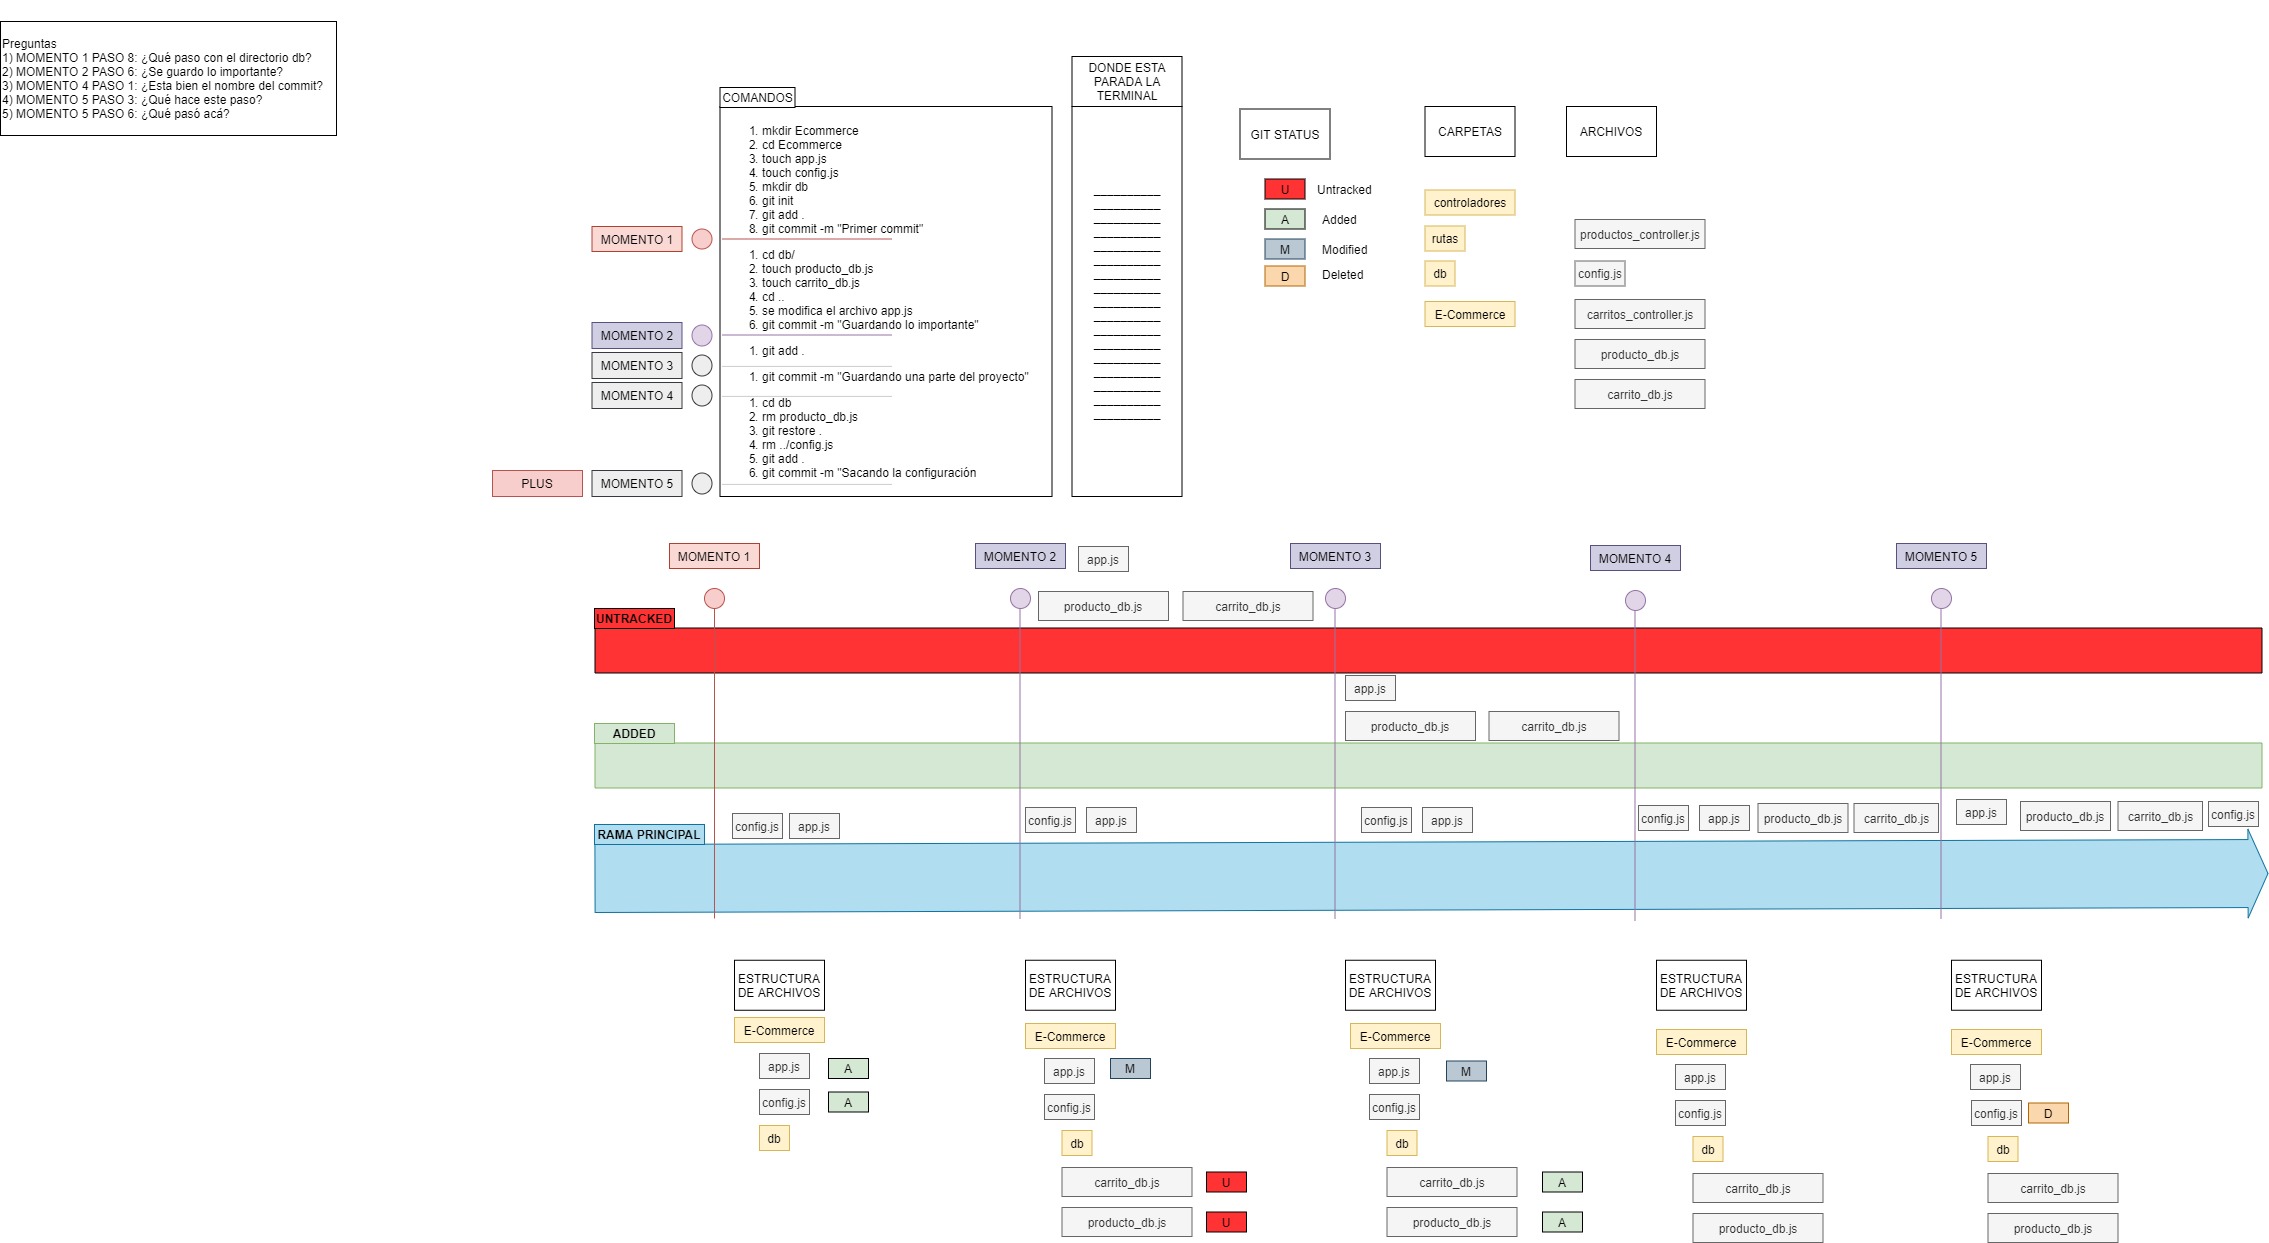 Preguntas
1) MOMENTO 1 PASO 8: ¿Qué paso con el directorio db?
2) MOMENTO 2 PASO 6: ¿Se guardo lo importante?
3) MOMENTO 4 PASO 1: ¿Esta bien el nombre del commit?
4) MOMENTO 5 PASO 3: ¿Qué hace este paso?
5) MOMENTO 5 PASO 6: ¿Qué pasó acá?
COMANDOS
1. mkdir Ecommerce
2. cd Ecommerce
3. touch app.js
4. touch config.js
5. mkdir db
6. git init
7. git add .
8. git commit -m "Primer commit"
MOMENTO 1
1. cd db/
2. touch producto_db.js
3. touch carrito_db.js
4. cd ..
5. se modifica el archivo app.js
6. git commit -m "Guardando lo importante"
MOMENTO 2
1. git add .
MOMENTO 3
1. git commit -m "Guardando una parte del proyecto"
MOMENTO 4
1. cd db
2. rm producto_db.js
3. git restore .
4. rm ../config.js
5. git add .
6. git commit -m "Sacando la configuración
PLUS
MOMENTO 5
DONDE ESTA
PARADA LA
TERMINAL
GIT STATUS
U Untracked
A Added
M Modified
D Deleted
CARPETAS
controladores
rutas
db
E-Commerce
ARCHIVOS
productos_controller.js
config.js
carritos_controller.js
producto_db.js
carrito_db.js
MOMENTO 1
MOMENTO 2
app.js
MOMENTO 3
MOMENTO 4
MOMENTO 5
producto_db.js
carrito_db.js
UNTRACKED
app.js
producto_db.js
carrito_db.js
ADDED
RAMA PRINCIPAL
config.js
app.js
config.js
app.js
config.js
app.js
config.js
app.js
producto_db.js
carrito_db.js
app.js
producto_db.js
carrito_db.js
config.js
ESTRUCTURA
DE ARCHIVOS
E-Commerce
app.js A
config.js A
db
ESTRUCTURA
DE ARCHIVOS
E-Commerce
app.js M
config.js
db
carrito_db.js U
producto_db.js U
ESTRUCTURA
DE ARCHIVOS
E-Commerce
app.js M
config.js
db
carrito_db.js A
producto_db.js A
ESTRUCTURA
DE ARCHIVOS
E-Commerce
app.js
config.js
db
carrito_db.js
producto_db.js
ESTRUCTURA
DE ARCHIVOS
E-Commerce
app.js
config.js D
db
carrito_db.js
producto_db.js